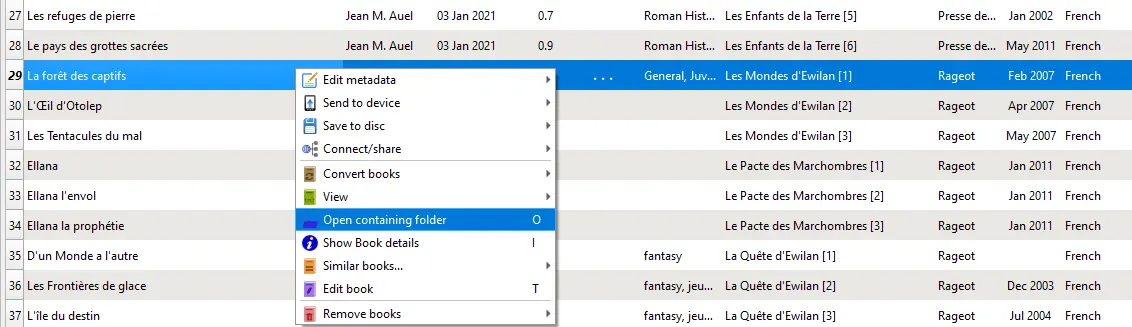 27 Les refuges de pierre Jean M. Auel 03 Jan 2021 0.7 Roman Hist... Les Enfants de la Terre [5] Presse de... Jan 2002 French
28 Le pays des grottes sacrées Jean M. Auel 03 Jan 2021 0.9 Roman Hist... Les Enfants de la Terre [6] Presse de... May 2011 French
29 La forêt des captifs ... General, Juv... Les Mondes d'Ewilan [1] Rageot Feb 2007 French
Edit metadata
30 L'Œil d'Otolep Send to device Les Mondes d'Ewilan [2] Rageot Apr 2007 French
31 Les Tentacules du mal Save to disc Les Mondes d'Ewilan [3] Rageot May 2007 French
Connect/share
32 Ellana Convert books Le Pacte des Marchombres [1] Rageot Jan 2011 French
33 Ellana l'envol View Le Pacte des Marchombres [2] Rageot Jan 2011 French
34 Ellana la prophétie Open containing folder O Le Pacte des Marchombres [3] Rageot Jan 2011 French
Show Book details I
35 D'un Monde a l'autre fantasy La Quête d'Ewilan [1] Rageot French
Similar books...
36 Les Frontières de glace Edit book T fantasy, jeu... La Quête d'Ewilan [2] Rageot Dec 2003 French
37 L'île du destin Remove books fantasy, jeu... La Quête d'Ewilan [3] Rageot Jul 2004 French